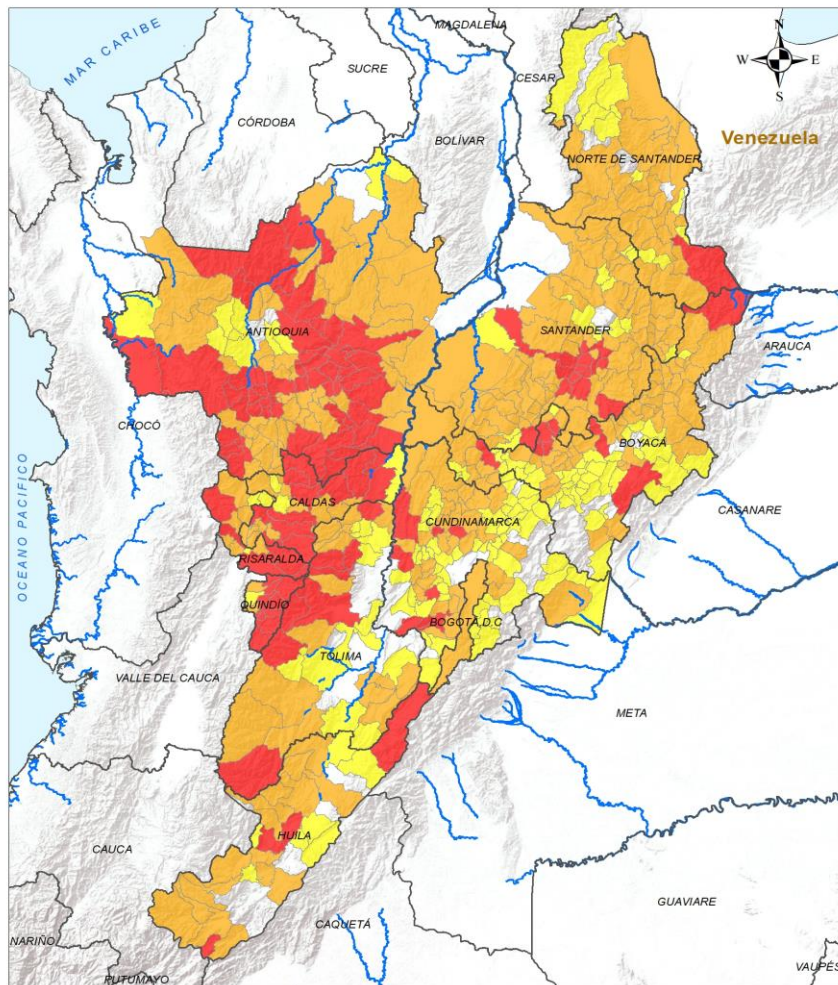 MAGDALENA
N
MAR CARIBE
SUCRE
W
E
CESAR
S
CÓRDOBA
BOLÍVAR
Venezuela
NORTE DE SANTANDER
ANTIOQUIA
SANTANDER
ARAUCA
CHOCÓ
BOYACÁ
OCEANO PACIFICO
CALDAS
CUNDINAMARCA
CASANARE
RISARALDA
QUINDÍO
BOGOTÁ D.C
TOLIMA
VALLE DEL CAUCA
META
HUILA
CAUCA
GUAVIARE
CAQUETÁ
NARIÑO
VAUPÉS
PUTUMAYO